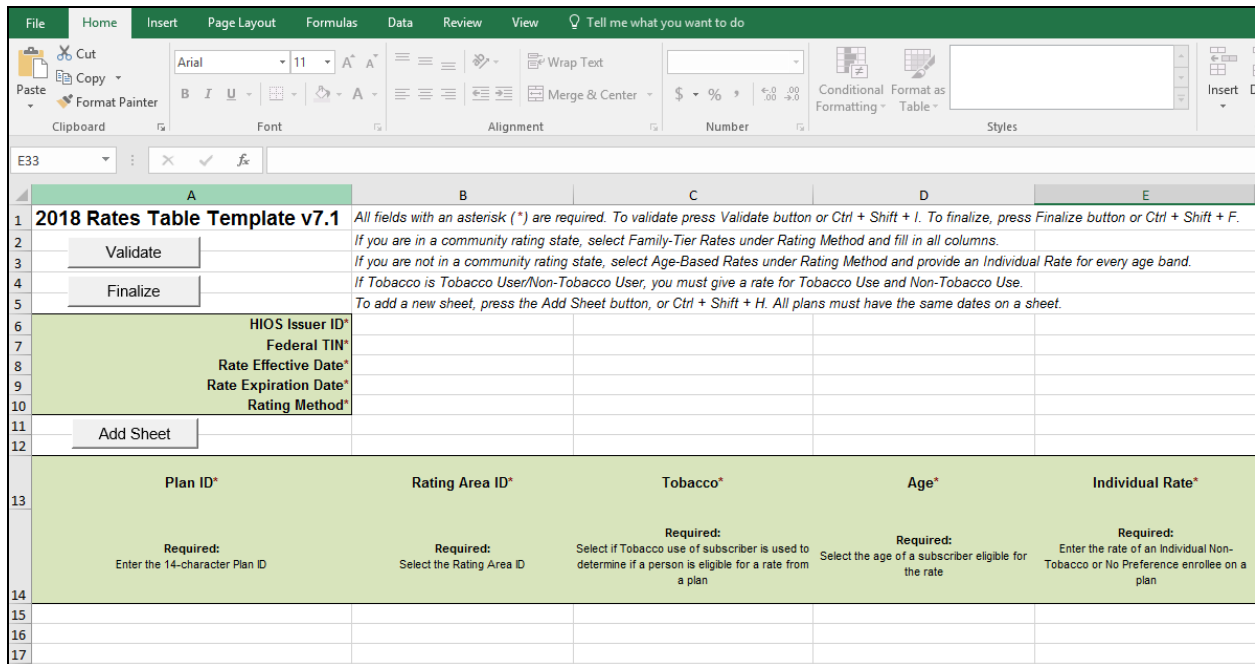 File Home Insert Page Layout Formulas Data Review View Tell me what you want to do
Cut
Copy
Format Painter
Paste
Clipboard
Arial 11 A A
B I U A
Font
Wrap Text
Merge & Center
Alignment
$ % , .0 .00 .00 .0
Number
Conditional Formatting
Format as Table
Styles
Insert D
E33 fx
A B C D E
1 2018 Rates Table Template v7.1 All fields with an asterisk (*) are required. To validate press Validate button or Ctrl + Shift + I. To finalize, press Finalize button or Ctrl + Shift + F.
2 If you are in a community rating state, select Family-Tier Rates under Rating Method and fill in all columns.
Validate
3 If you are not in a community rating state, select Age-Based Rates under Rating Method and provide an Individual Rate for every age band.
4 If Tobacco is Tobacco User/Non-Tobacco User, you must give a rate for Tobacco Use and Non-Tobacco Use.
Finalize
5 To add a new sheet, press the Add Sheet button, or Ctrl + Shift + H. All plans must have the same dates on a sheet.
6 HIOS Issuer ID*
7 Federal TIN*
8 Rate Effective Date*
9 Rate Expiration Date*
10 Rating Method*
11
Add Sheet
12
13 Plan ID* Rating Area ID* Tobacco* Age* Individual Rate*
14
Required:
Enter the 14-character Plan ID
Required:
Select the Rating Area ID
Required:
Select if Tobacco use of subscriber is used to
determine if a person is eligible for a rate from
a plan
Required:
Select the age of a subscriber eligible for
the rate
Required:
Enter the rate of an Individual Non-
Tobacco or No Preference enrollee on a
plan
15
16
17